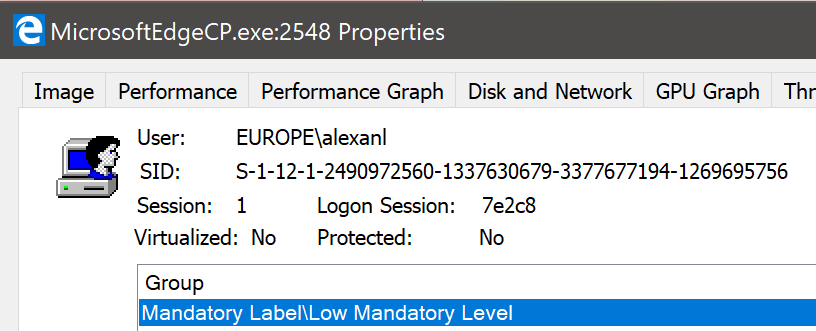 MicrosoftEdgeCP.exe:2548 Properties
Image Performance Performance Graph Disk and Network GPU Graph Thr
User: EUROPE\alexanl
SID: S-1-12-1-2490972560-1337630679-3377677194-1269695756
Session: 1 Logon Session: 7e2c8
Virtualized: No Protected: No
Group
Mandatory Label\Low Mandatory Level